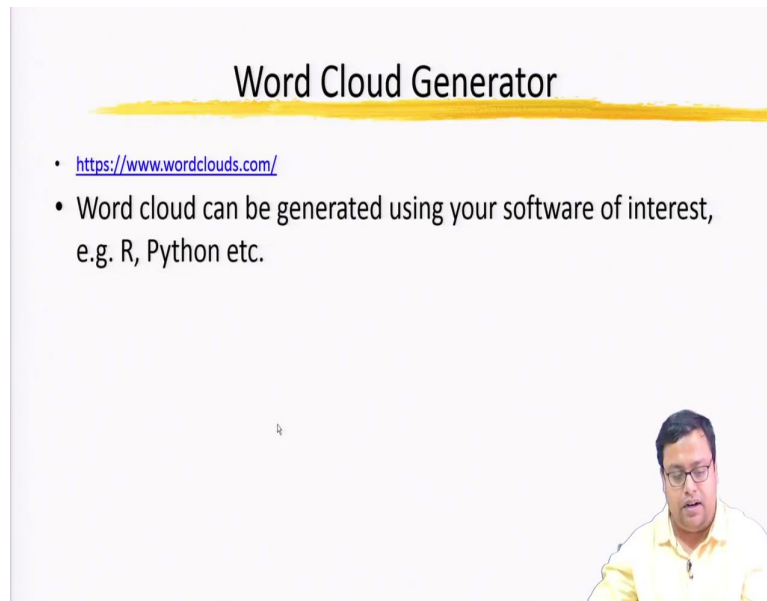 Word Cloud Generator
• https://www.wordclouds.com/
• Word cloud can be generated using your software of interest,
e.g. R, Python etc.